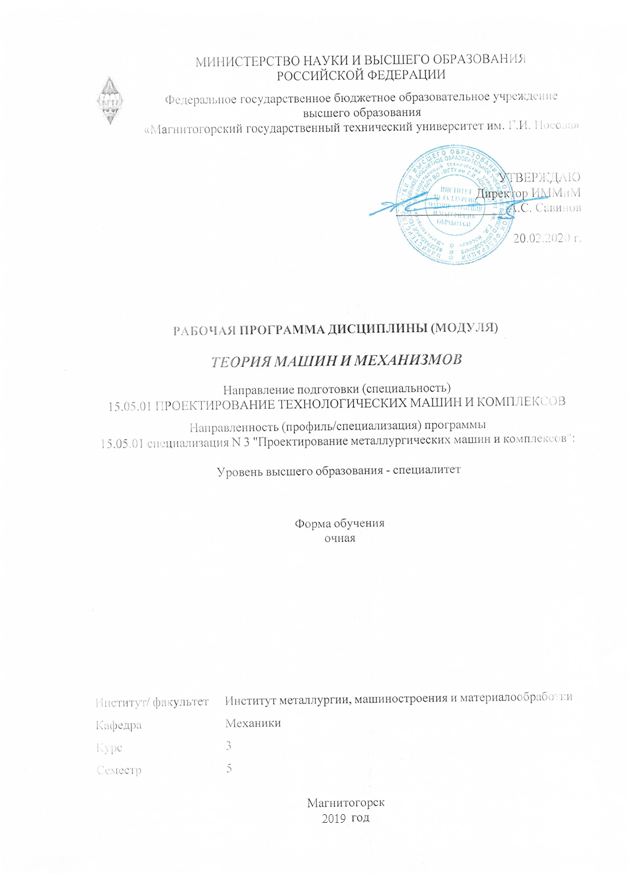 МИНИСТЕРСТВО НАУКИ И ВЫСШЕГО ОБРАЗОВАНИЯ
РОССИЙСКОЙ ФЕДЕРАЦИИ
Федеральное государственное бюджетное образовательное учреждение
высшего образования
«Магнитогорский государственный технический университет им. Г.И. Носова»
УТВЕРЖДАЮ
Директор ИММиМ
А.С. Савинов
20.02.2020 г.
РАБОЧАЯ ПРОГРАММА ДИСЦИПЛИНЫ (МОДУЛЯ)
ТЕОРИЯ МАШИН И МЕХАНИЗМОВ
Направление подготовки (специальность)
15.05.01 ПРОЕКТИРОВАНИЕ ТЕХНОЛОГИЧЕСКИХ МАШИН И КОМПЛЕКСОВ
Направленность (профиль/специализация) программы
15.05.01 специализация N 3 "Проектирование металлургических машин и комплексов":
Уровень высшего образования - специалитет
Форма обучения
очная
Институт/ факультет Институт металлургии, машиностроения и материалообработки
Кафедра Механики
Курс 3
Семестр 5
Магнитогорск
2019 год